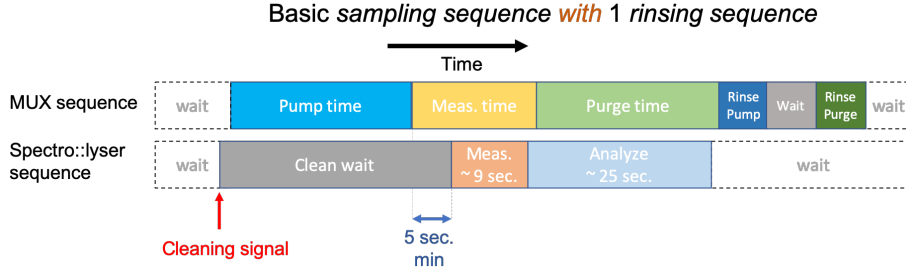 Basic sampling sequence with 1 rinsing sequence
Time
MUX sequence
wait
Pump time
Meas. time
Purge time
Rinse
Pump
Wait
Rinse
Purge
wait
Spectro::lyser
sequence
wait
Clean wait
Meas.
~ 9 sec.
Analyze
~ 25 sec.
wait
Cleaning signal
5 sec.
min